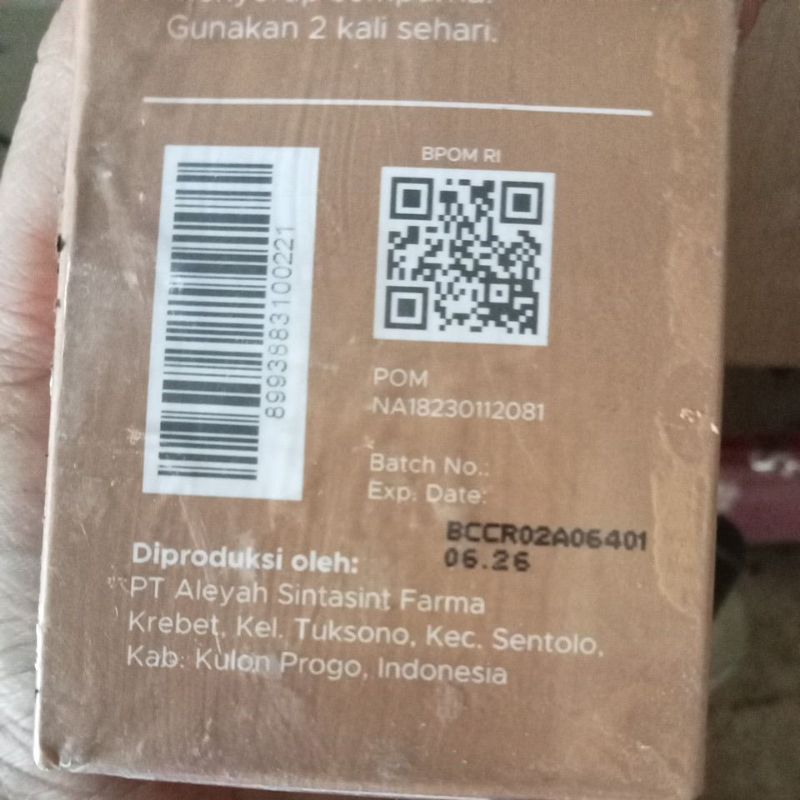 Gunakan 2 kali sehari.
8993883100221
BPOM RI
POM
NA18230112081
Batch No.:
Exp. Date:
BCCR02A06401
06.26
Diproduksi oleh:
PT Aleyah Sintasint Farma
Krebet, Kel. Tuksono, Kec. Sentolo,
Kab: Kulon Progo, Indonesia